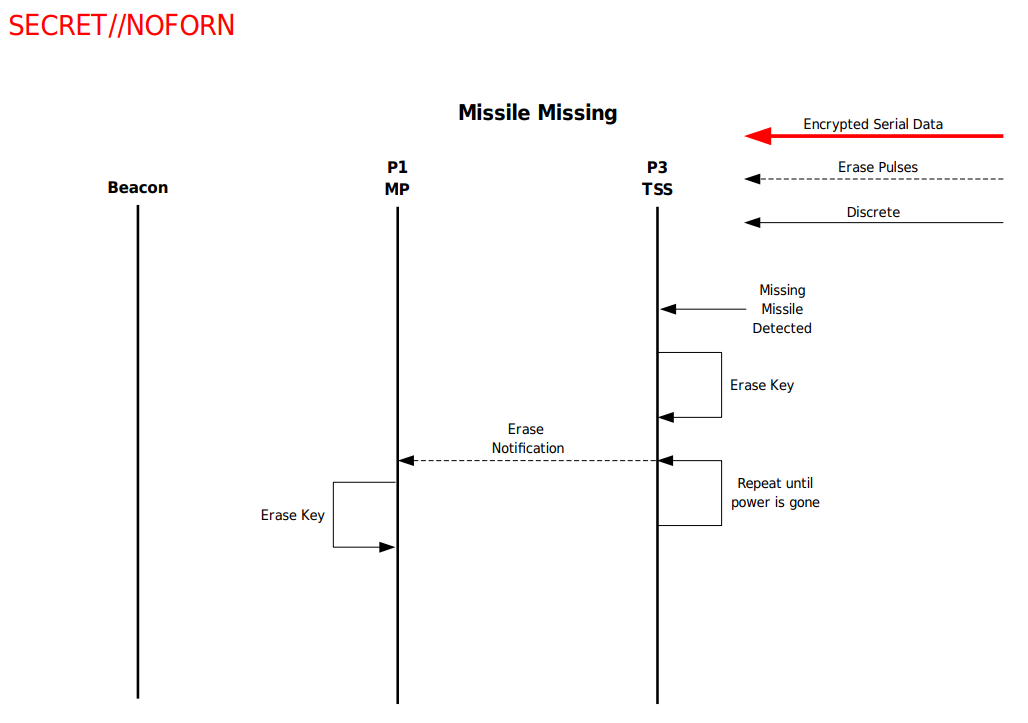 SECRET//NOFORN
Missile Missing
Encrypted Serial Data
Erase Pulses
Discrete
Beacon
P1
MP
P3
TSS
Missing
Missile
Detected
Erase Key
Erase
Notification
Repeat until
power is gone
Erase Key